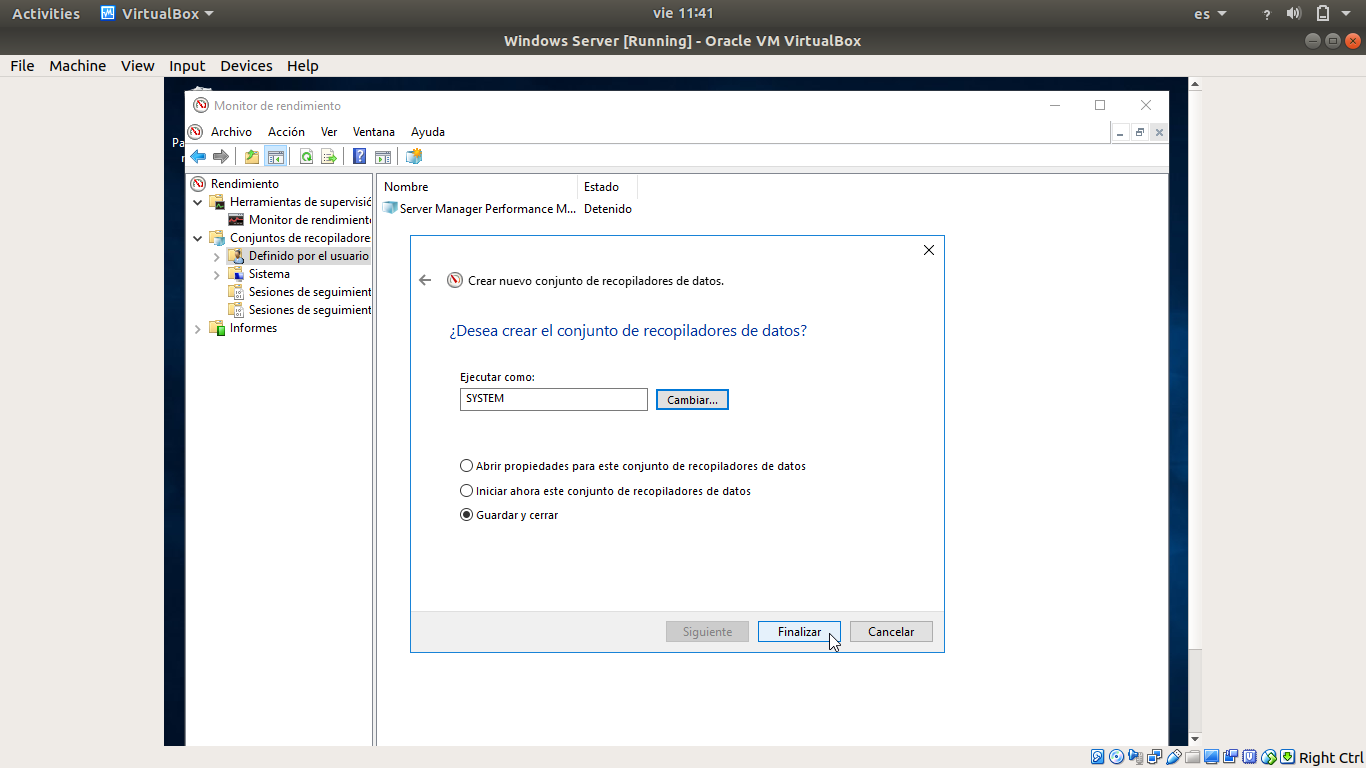 Activities VirtualBox vie 11:41 es ?
Windows Server [Running] - Oracle VM VirtualBox
File Machine View Input Devices Help
Monitor de rendimiento
Archivo Acción Ver Ventana Ayuda
Rendimiento
Herramientas de supervisió
Monitor de rendimiento
Conjuntos de recopiladore
Definido por el usuario
Sistema
Sesiones de seguimient
Sesiones de seguimient
Informes
Nombre Estado
Server Manager Performance M... Detenido
Crear nuevo conjunto de recopiladores de datos.
¿Desea crear el conjunto de recopiladores de datos?
Ejecutar como:
SYSTEM Cambiar...
Abrir propiedades para este conjunto de recopiladores de datos
Iniciar ahora este conjunto de recopiladores de datos
Guardar y cerrar
Siguiente Finalizar Cancelar
Right Ctrl